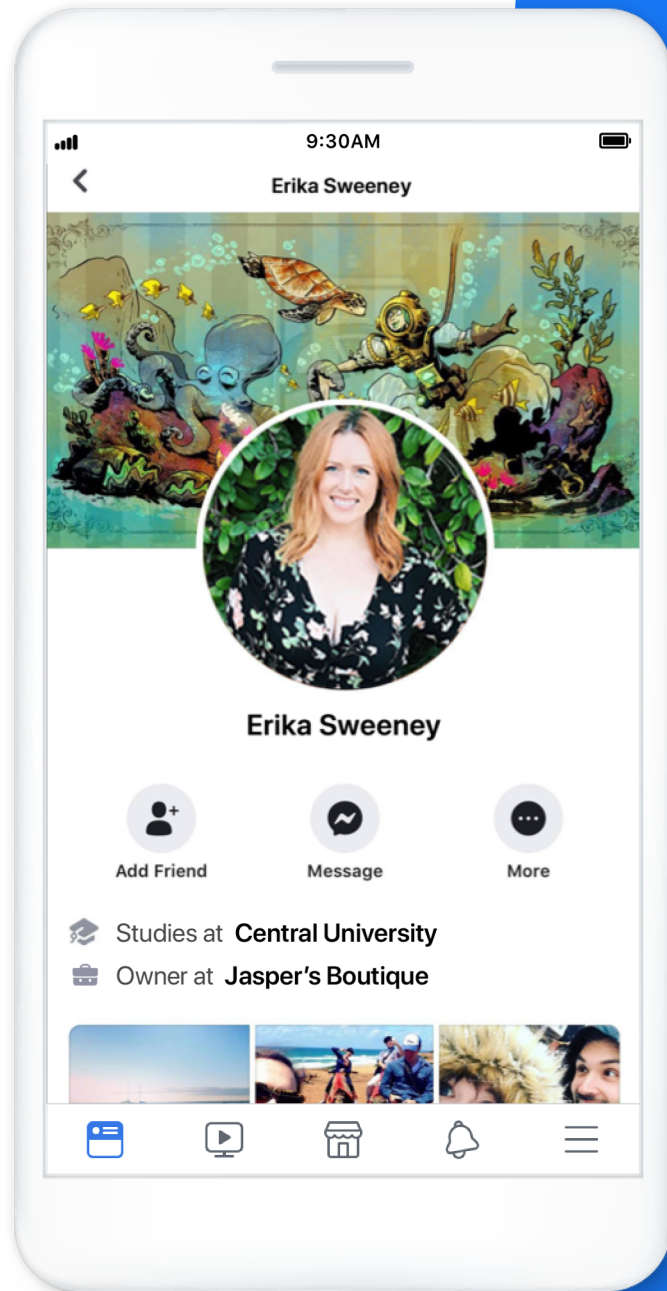 9:30AM
Erika Sweeney
Erika Sweeney
Add Friend
Message
More
Studies at Central University
Owner at Jasper’s Boutique